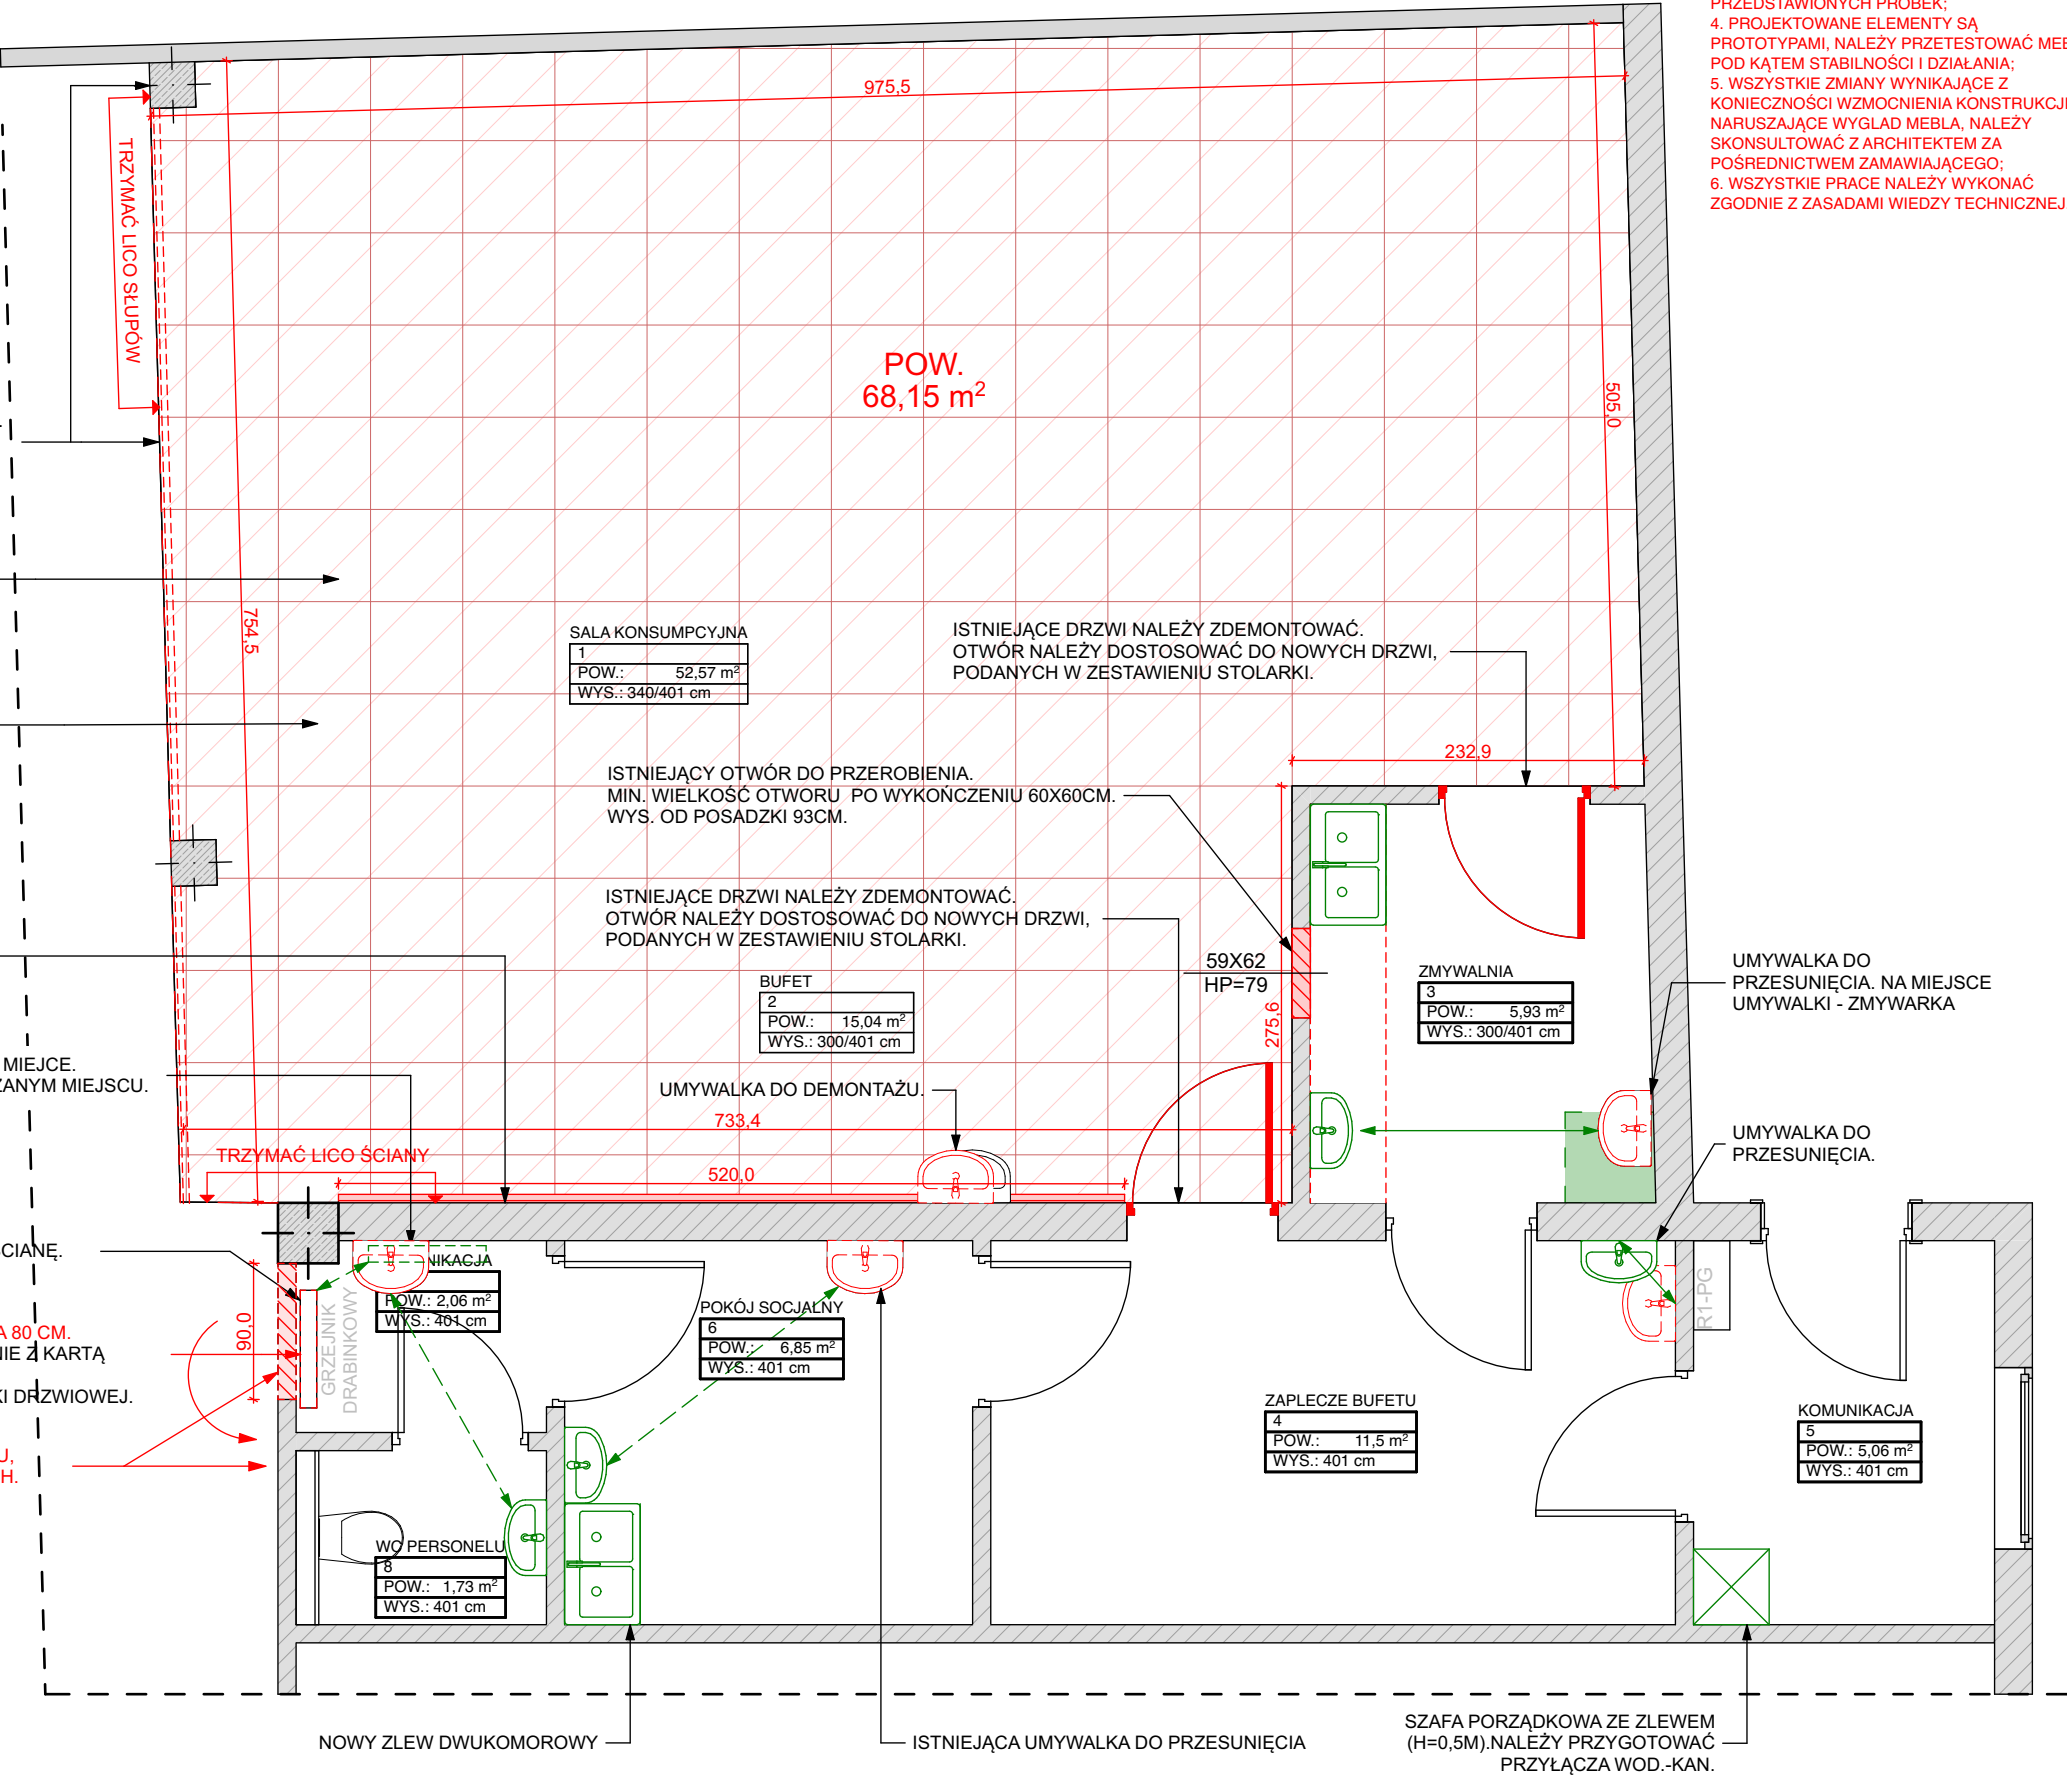 PRZEDSTAWIONYCH PRÓBEK;
4. PROJEKTOWANE ELEMENTY SĄ
PROTOTYPAMI, NALEŻY PRZETESTOWAĆ
POD KĄTEM STABILNOŚCI I DZIAŁANIA;
5. WSZYSTKIE ZMIANY WYNIKAJĄCE Z
KONIECZNOŚCI WZMOCNIENIA KONSTRUKCJI
NARUSZAJĄCE WYGLAD MEBLA, NALEŻY
SKONSULTOWAĆ Z ARCHITEKTEM ZA
POŚREDNICTWEM ZAMAWIAJĄCEGO;
6. WSZYSTKIE PRACE NALEŻY WYKONAĆ
ZGODNIE Z ZASADAMI WIEDZY TECHNICZNEJ
975,5
TRZYMAĆ LICO SŁUPÓW
POW.
68,15 m²
505,0
754,5
SALA KONSUMPCYJNA
1
POW.: 52,57 m²
WYS.: 340/401 cm
ISTNIEJĄCE DRZWI NALEŻY ZDEMONTOWAĆ.
OTWÓR NALEŻY DOSTOSOWAĆ DO NOWYCH DRZWI,
PODANYCH W ZESTAWIENIU STOLARKI.
232,9
ISTNIEJĄCY OTWÓR DO PRZEROBIENIA.
MIN. WIELKOŚĆ OTWORU PO WYKOŃCZENIU 60X60CM.
WYS. OD POSADZKI 93CM.
ISTNIEJĄCE DRZWI NALEŻY ZDEMONTOWAĆ.
OTWÓR NALEŻY DOSTOSOWAĆ DO NOWYCH DRZWI,
PODANYCH W ZESTAWIENIU STOLARKI.
59X62
HP=79
275,6
BUFET
2
POW.: 15,04 m²
WYS.: 300/401 cm
ZMYWALNIA
3
POW.: 5,93 m²
WYS.: 300/401 cm
UMYWALKA DO
PRZESUNIĘCIA. NA MIEJSCE
UMYWALKI - ZMYWARKA
MIEJCE.
ZANYM MIEJSCU.
UMYWALKA DO DEMONTAŻU.
733,4
UMYWALKA DO
PRZESUNIĘCIA.
TRZYMAĆ LICO ŚCIANY
520,0
ŚCIANĘ.
NIKACJA
POW.: 2,06 m²
WYS.: 401 cm
90,0
GRZEJNIK
DRABINKOWY
R1-PG
POKÓJ SOCJALNY
6
POW.: 6,85 m²
WYS.: 401 cm
A 80 CM.
NIE Z KARTĄ
KI DRZWIOWEJ.
U,
H.
ZAPLECZE BUFETU
4
POW.: 11,5 m²
WYS.: 401 cm
KOMUNIKACJA
5
POW.: 5,06 m²
WYS.: 401 cm
WC PERSONELU
8
POW.: 1,73 m²
WYS.: 401 cm
NOWY ZLEW DWUKOMOROWY
ISTNIEJĄCA UMYWALKA DO PRZESUNIĘCIA
SZAFA PORZĄDKOWA ZE ZLEWEM
(H=0,5M).NALEŻY PRZYGOTOWAĆ
PRZYŁĄCZA WOD.-KAN.